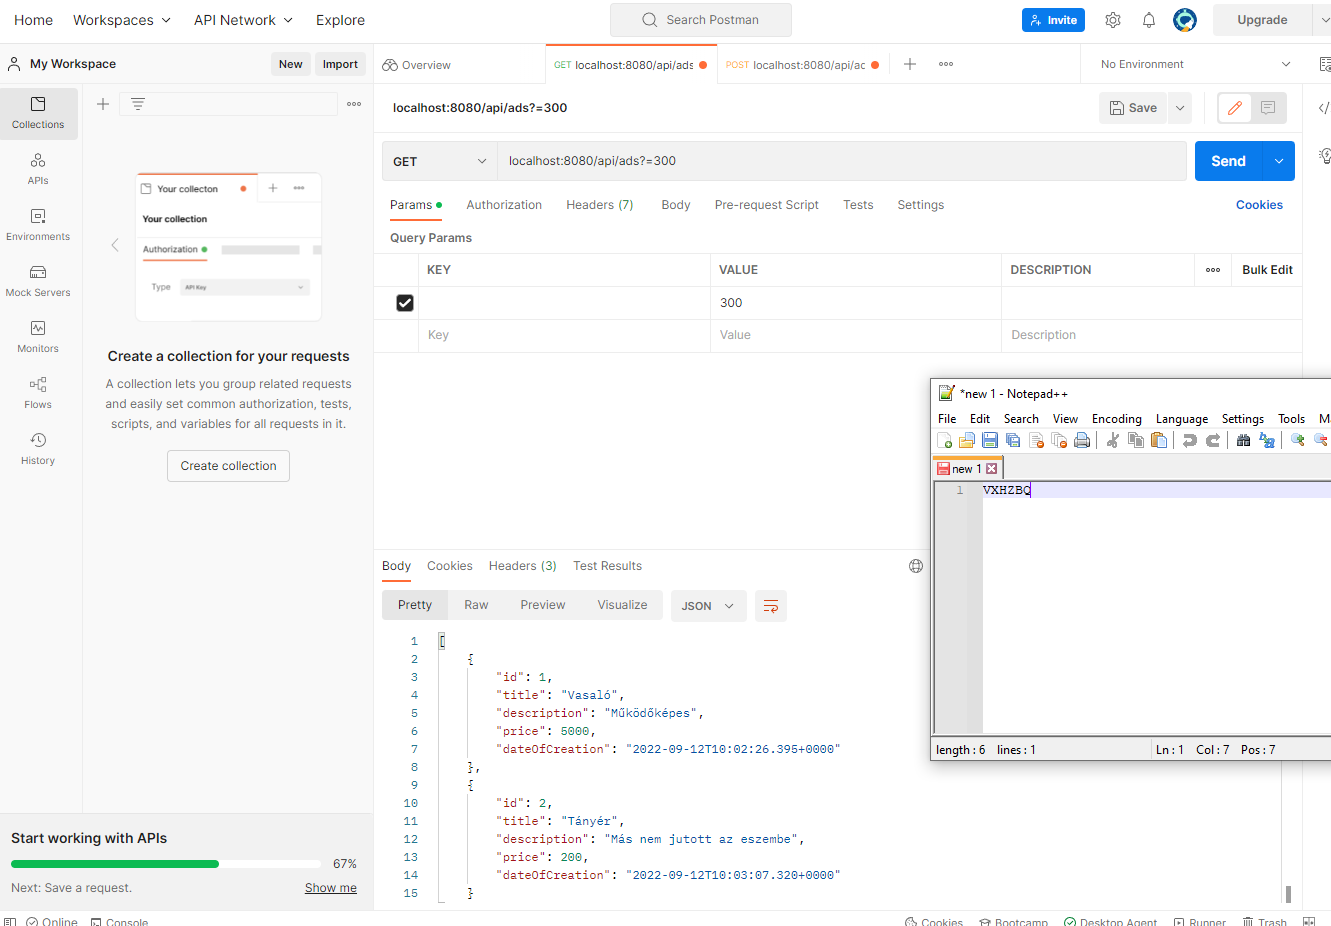 Home Workspaces API Network Explore Search Postman Invite Upgrade
My Workspace New Import Overview GET localhost:8080/api/ads POST localhost:8080/api/ac No Environment
localhost:8080/api/ads?=300 Save
Collections
APIs
Environments
Mock Servers
Monitors
Flows
History
Your collecton
Your collection
Authorization
Type API Key
Create a collection for your requests
A collection lets you group related requests
and easily set common authorization, tests,
scripts, and variables for all requests in it.
Create collection
Start working with APIs
67%
Next: Save a request. Show me
GET localhost:8080/api/ads?=300 Send
Params Authorization Headers (7) Body Pre-request Script Tests Settings Cookies
Query Params
KEY VALUE DESCRIPTION Bulk Edit
300
Key Value Description
Body Cookies Headers (3) Test Results
Pretty Raw Preview Visualize JSON
1 [
2 {
3 "id": 1,
4 "title": "Vasaló",
5 "description": "Működőképes",
6 "price": 5000,
7 "dateOfCreation": "2022-09-12T10:02:26.395+0000"
8 },
9 {
10 "id": 2,
11 "title": "Tányér",
12 "description": "Más nem jutott az eszembe",
13 "price": 200,
14 "dateOfCreation": "2022-09-12T10:03:07.320+0000"
15 }
*new 1 - Notepad++
File Edit Search View Encoding Language Settings Tools M
new 1
1 VXHZBQ
length : 6 lines : 1 Ln : 1 Col : 7 Pos : 7
Online Console Cookies Bootcamp Desktop Agent Runner Trash